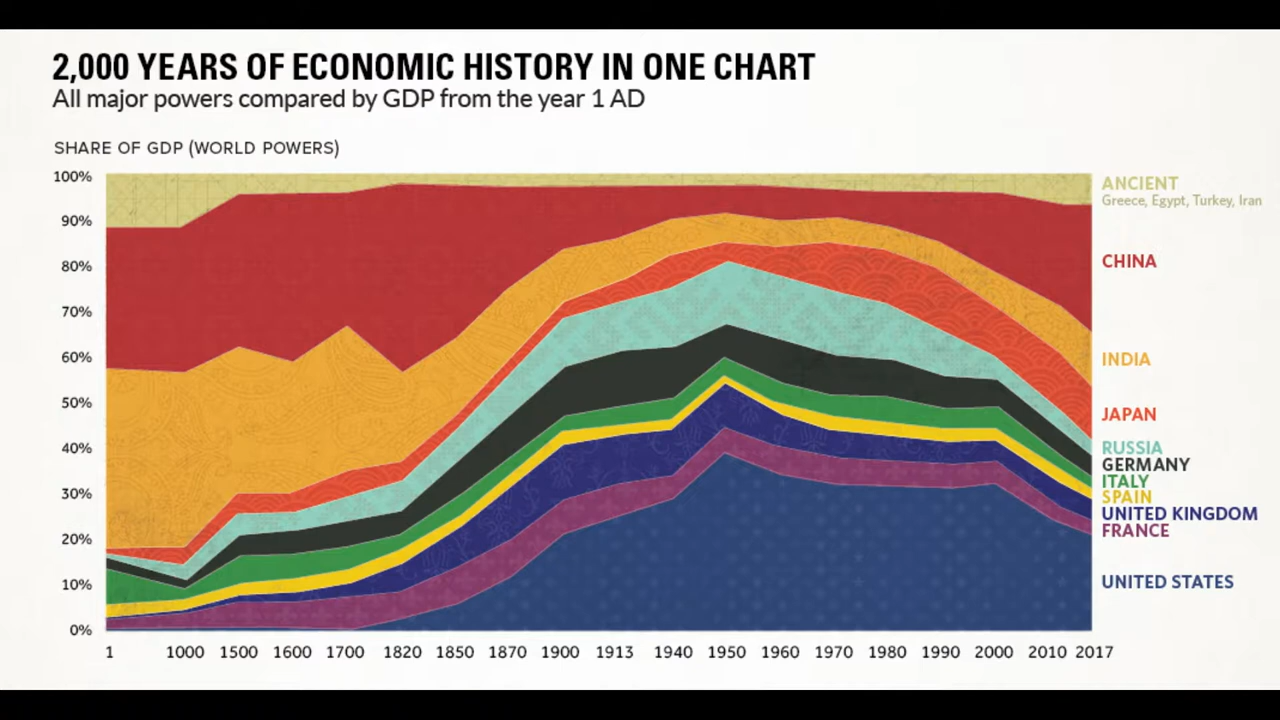 2,000 YEARS OF ECONOMIC HISTORY IN ONE CHART
All major powers compared by GDP from the year 1 AD
SHARE OF GDP (WORLD POWERS)
100%
90%
80%
70%
60%
50%
40%
30%
20%
10%
0%
ANCIENT
Greece, Egypt, Turkey, Iran
CHINA
INDIA
JAPAN
RUSSIA
GERMANY
ITALY
SPAIN
UNITED KINGDOM
FRANCE
UNITED STATES
1 1000 1500 1600 1700 1820 1850 1870 1900 1913 1940 1950 1960 1970 1980 1990 2000 2010 2017